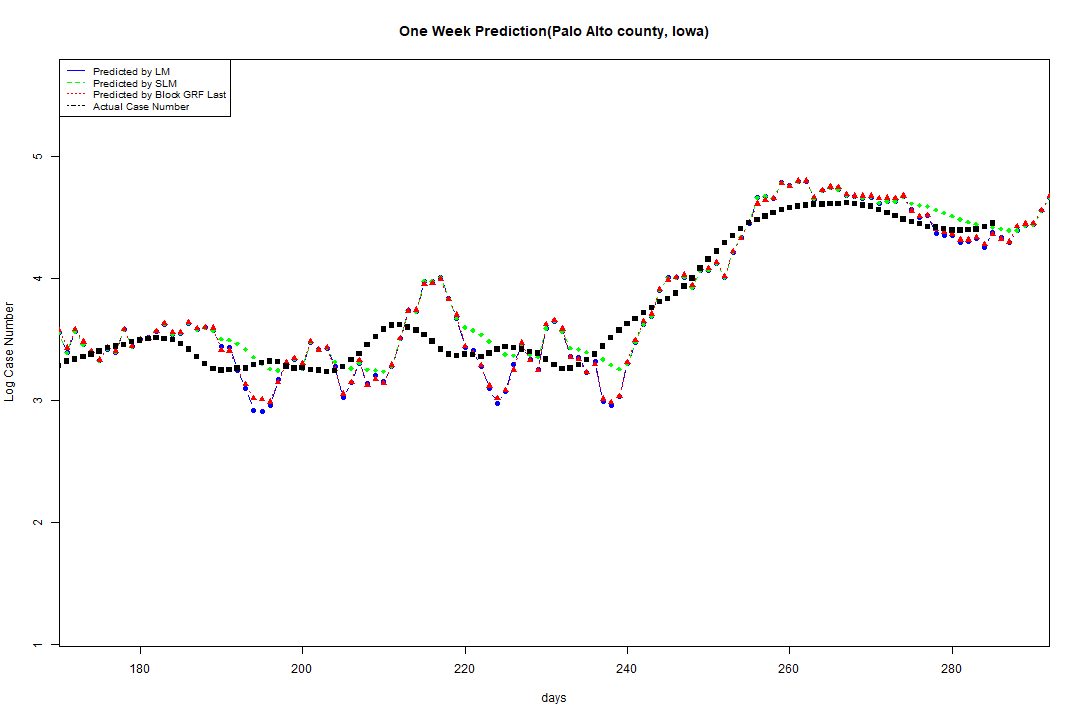 One Week Prediction(Palo Alto county, Iowa)
Predicted by LM
Predicted by SLM
Predicted by Block GRF Last
Actual Case Number
Log Case Number
5
4
3
2
1
180 200 220 240 260 280
days